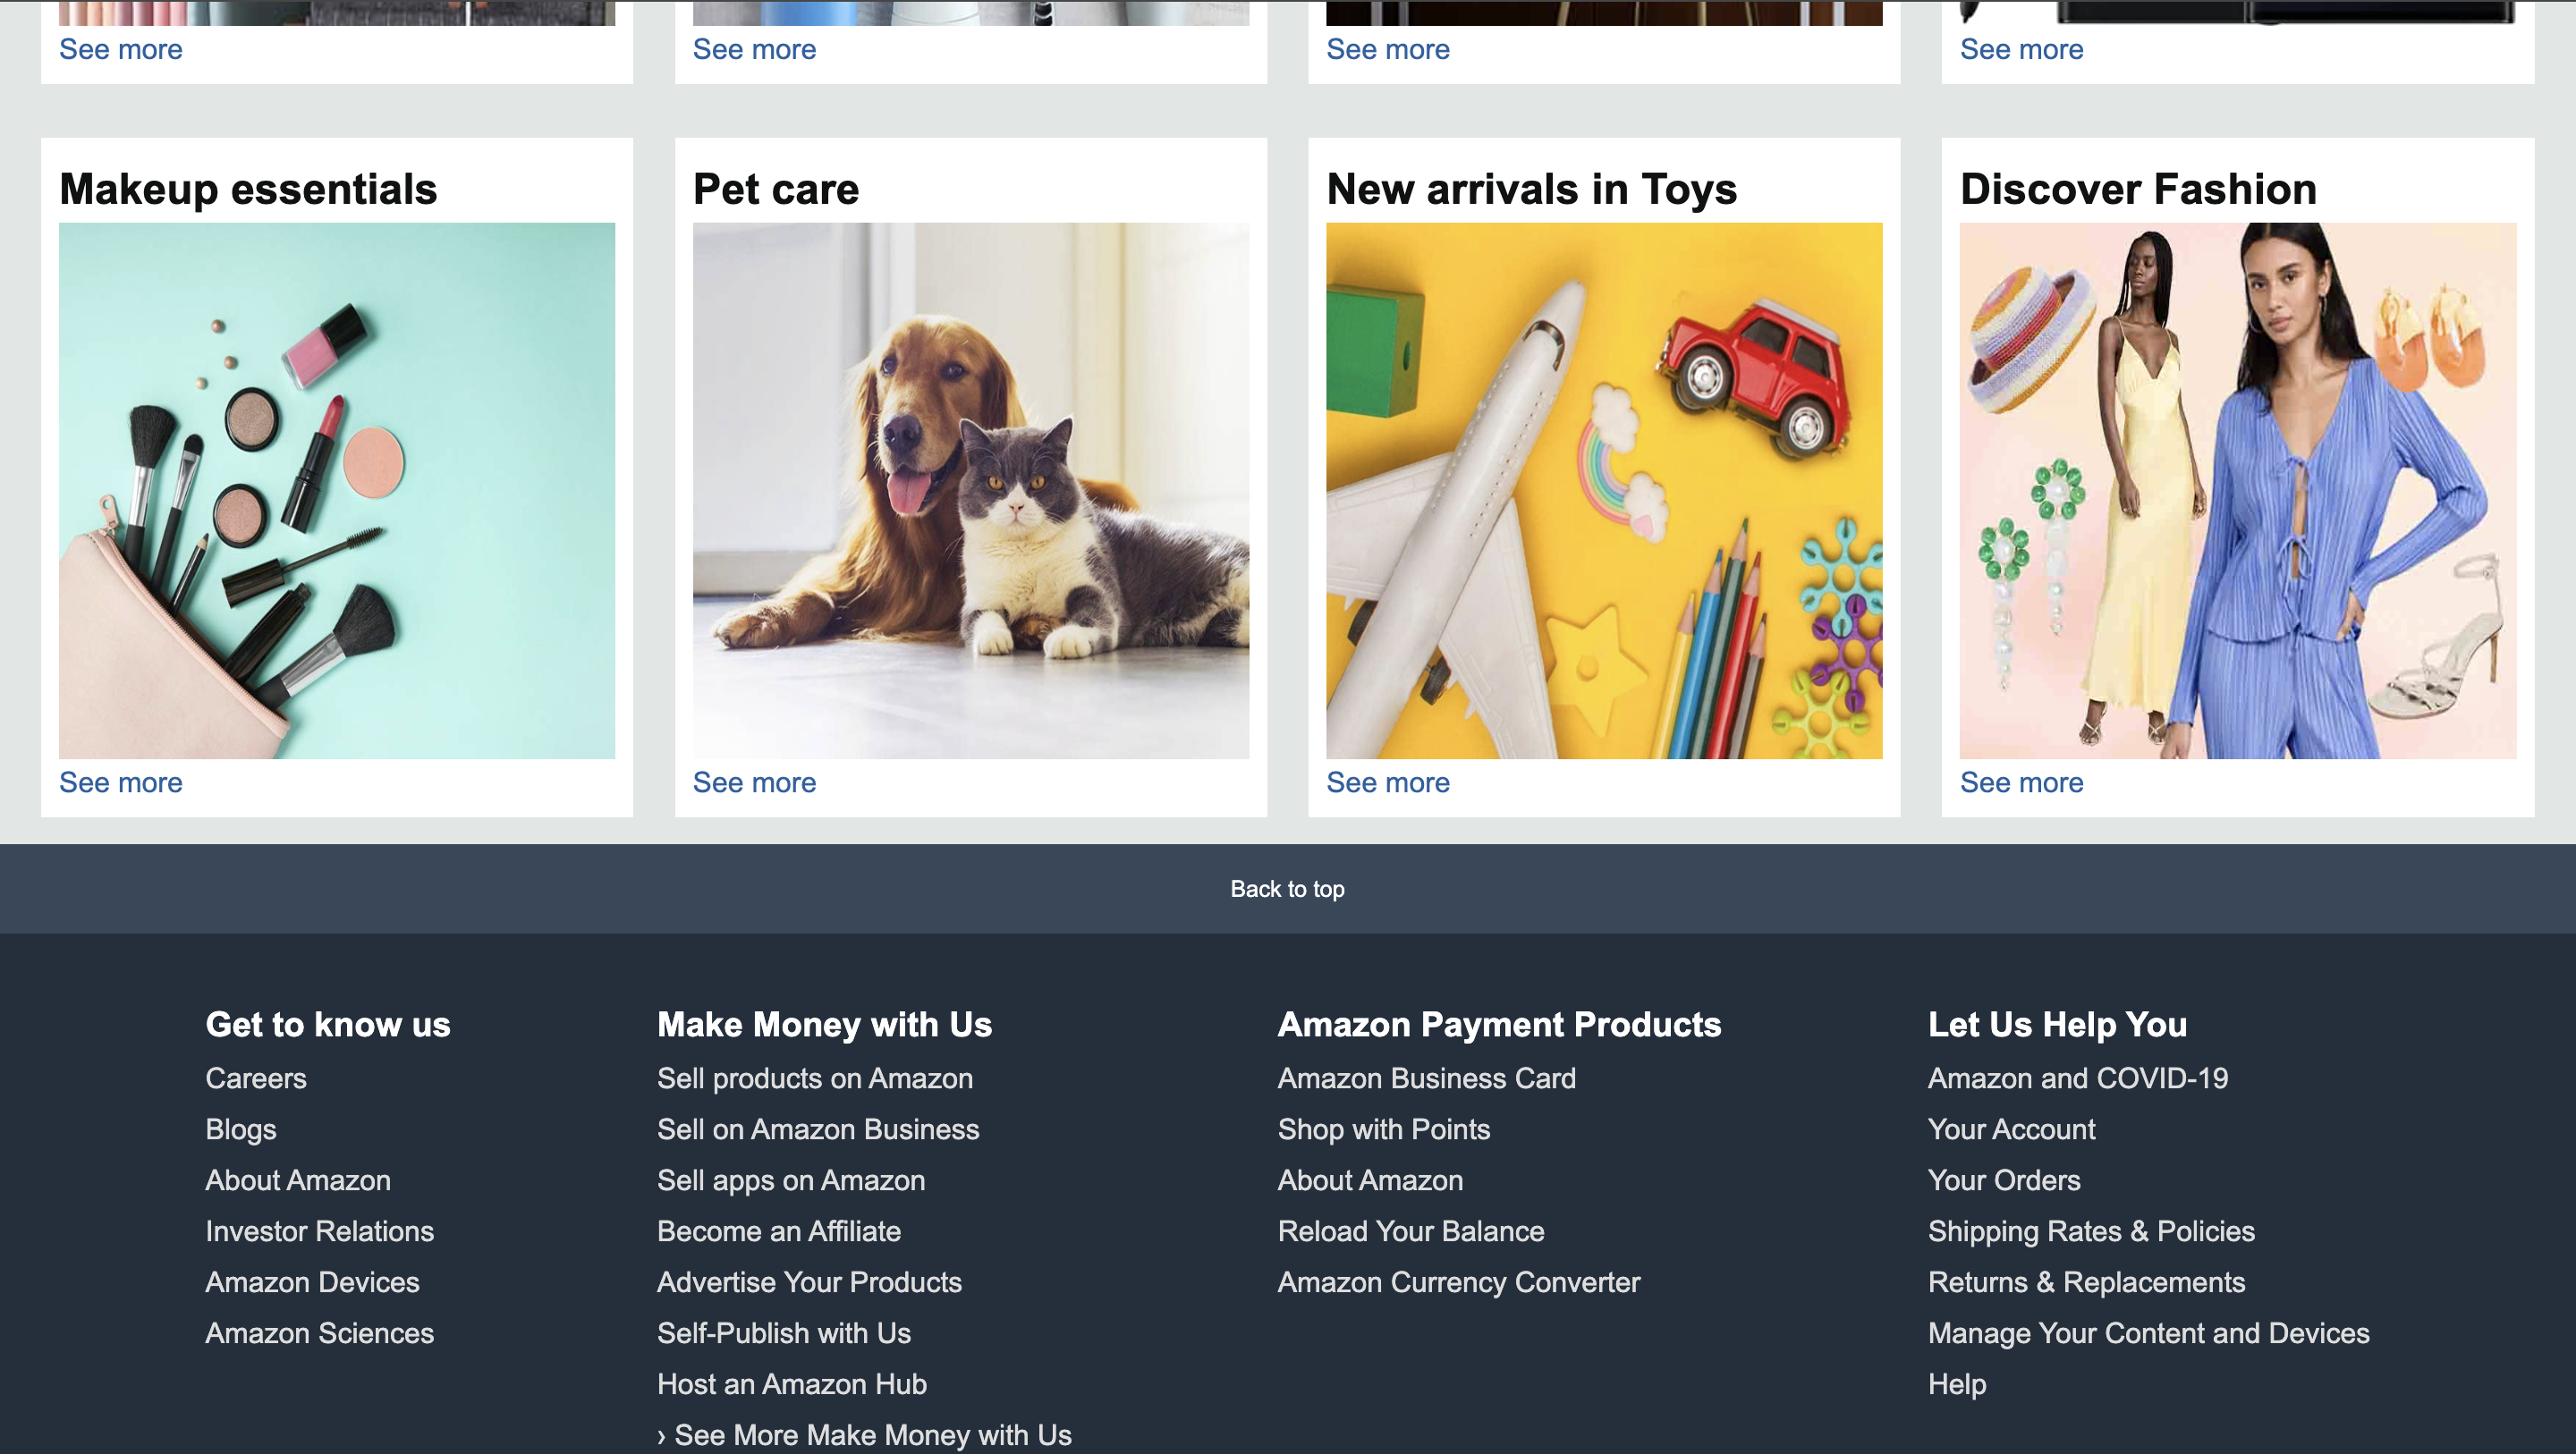 See more
See more
See more
See more
Makeup essentials
Pet care
New arrivals in Toys
Discover Fashion
See more
See more
See more
See more
Back to top
Get to know us
Careers
Blogs
About Amazon
Investor Relations
Amazon Devices
Amazon Sciences
Make Money with Us
Sell products on Amazon
Sell on Amazon Business
Sell apps on Amazon
Become an Affiliate
Advertise Your Products
Self-Publish with Us
Host an Amazon Hub
› See More Make Money with Us
Amazon Payment Products
Amazon Business Card
Shop with Points
About Amazon
Reload Your Balance
Amazon Currency Converter
Let Us Help You
Amazon and COVID-19
Your Account
Your Orders
Shipping Rates & Policies
Returns & Replacements
Manage Your Content and Devices
Help